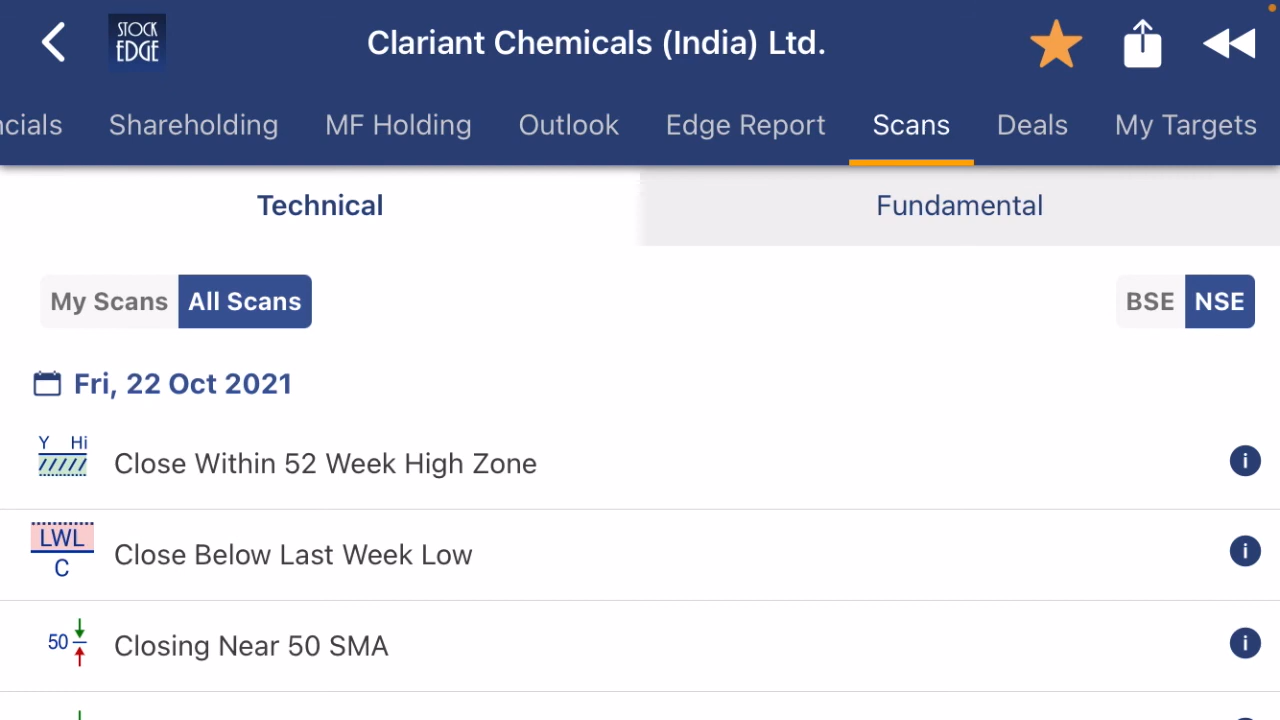 STOCK
EDGE
Clariant Chemicals (India) Ltd.
ncials Shareholding MF Holding Outlook Edge Report Scans Deals My Targets
Technical Fundamental
My Scans All Scans BSE NSE
Fri, 22 Oct 2021
Y Hi
Close Within 52 Week High Zone i
LWL
C
Close Below Last Week Low i
50 Closing Near 50 SMA i